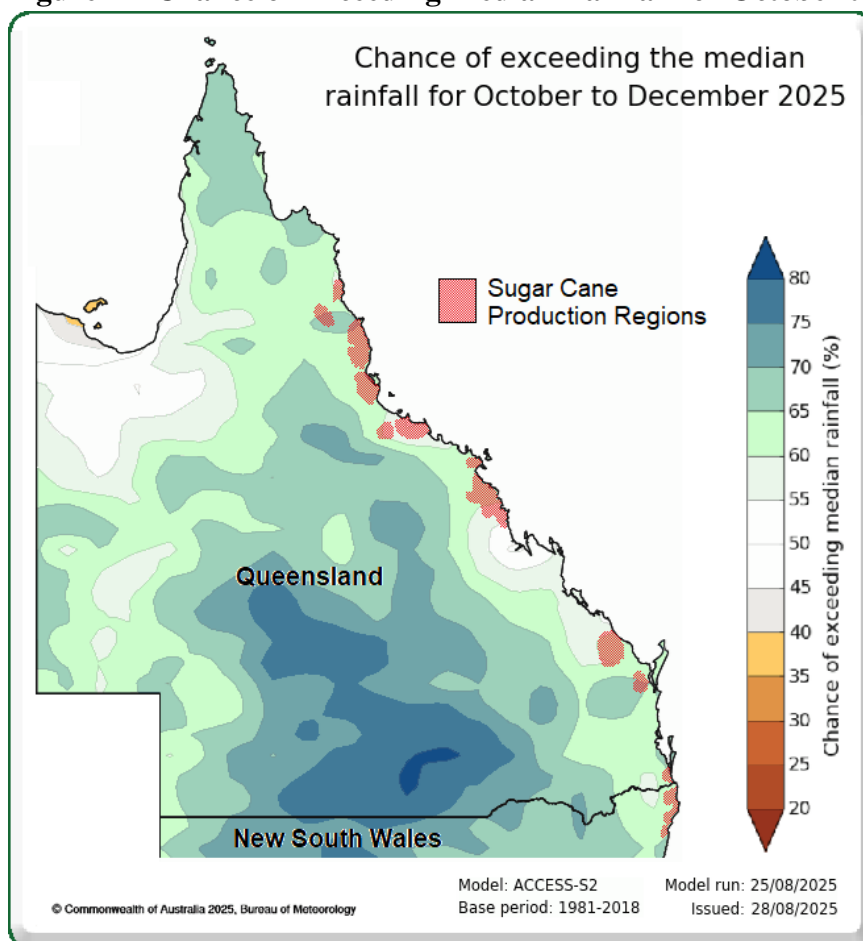 Chance of exceeding the median
rainfall for October to December 2025
Sugar Cane
Production Regions
80
75
70
65
60
55
50
45
40
35
30
25
20
Chance of exceeding median rainfall (%)
Queensland
New South Wales
Model: ACCESS-S2
Model run: 25/08/2025
© Commonwealth of Australia 2025, Bureau of Meteorology
Base period: 1981-2018
Issued: 28/08/2025